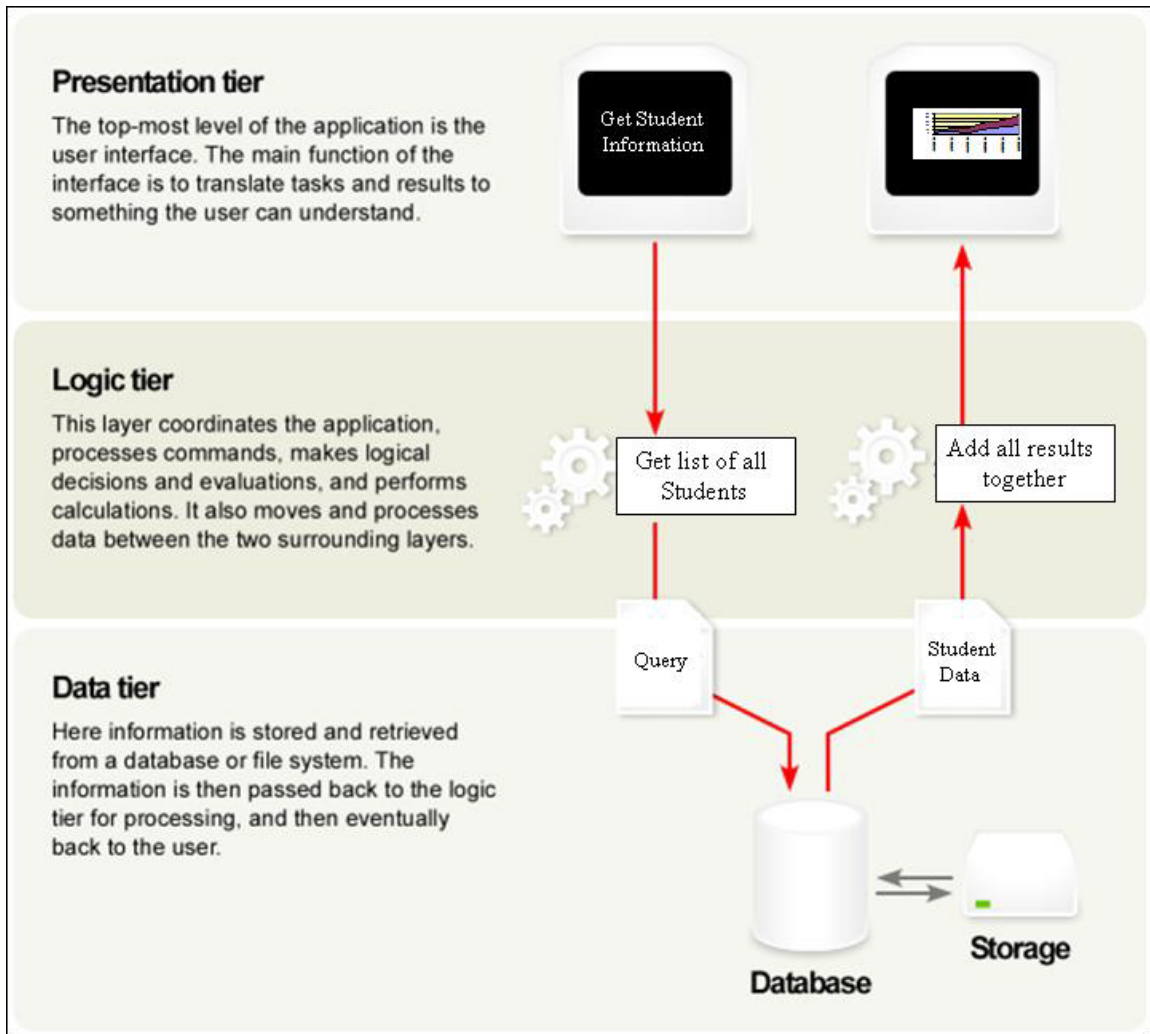 Presentation tier
The top-most level of the application is the
user interface. The main function of the
interface is to translate tasks and results to
something the user can understand.
Get Student
Information
Logic tier
This layer coordinates the application,
processes commands, makes logical
decisions and evaluations, and performs
calculations. It also moves and processes
data between the two surrounding layers.
Get list of all
Students
Add all results
together
Query
Student
Data
Data tier
Here information is stored and retrieved
from a database or file system. The
information is then passed back to the logic
tier for processing, and then eventually
back to the user.
Database
Storage